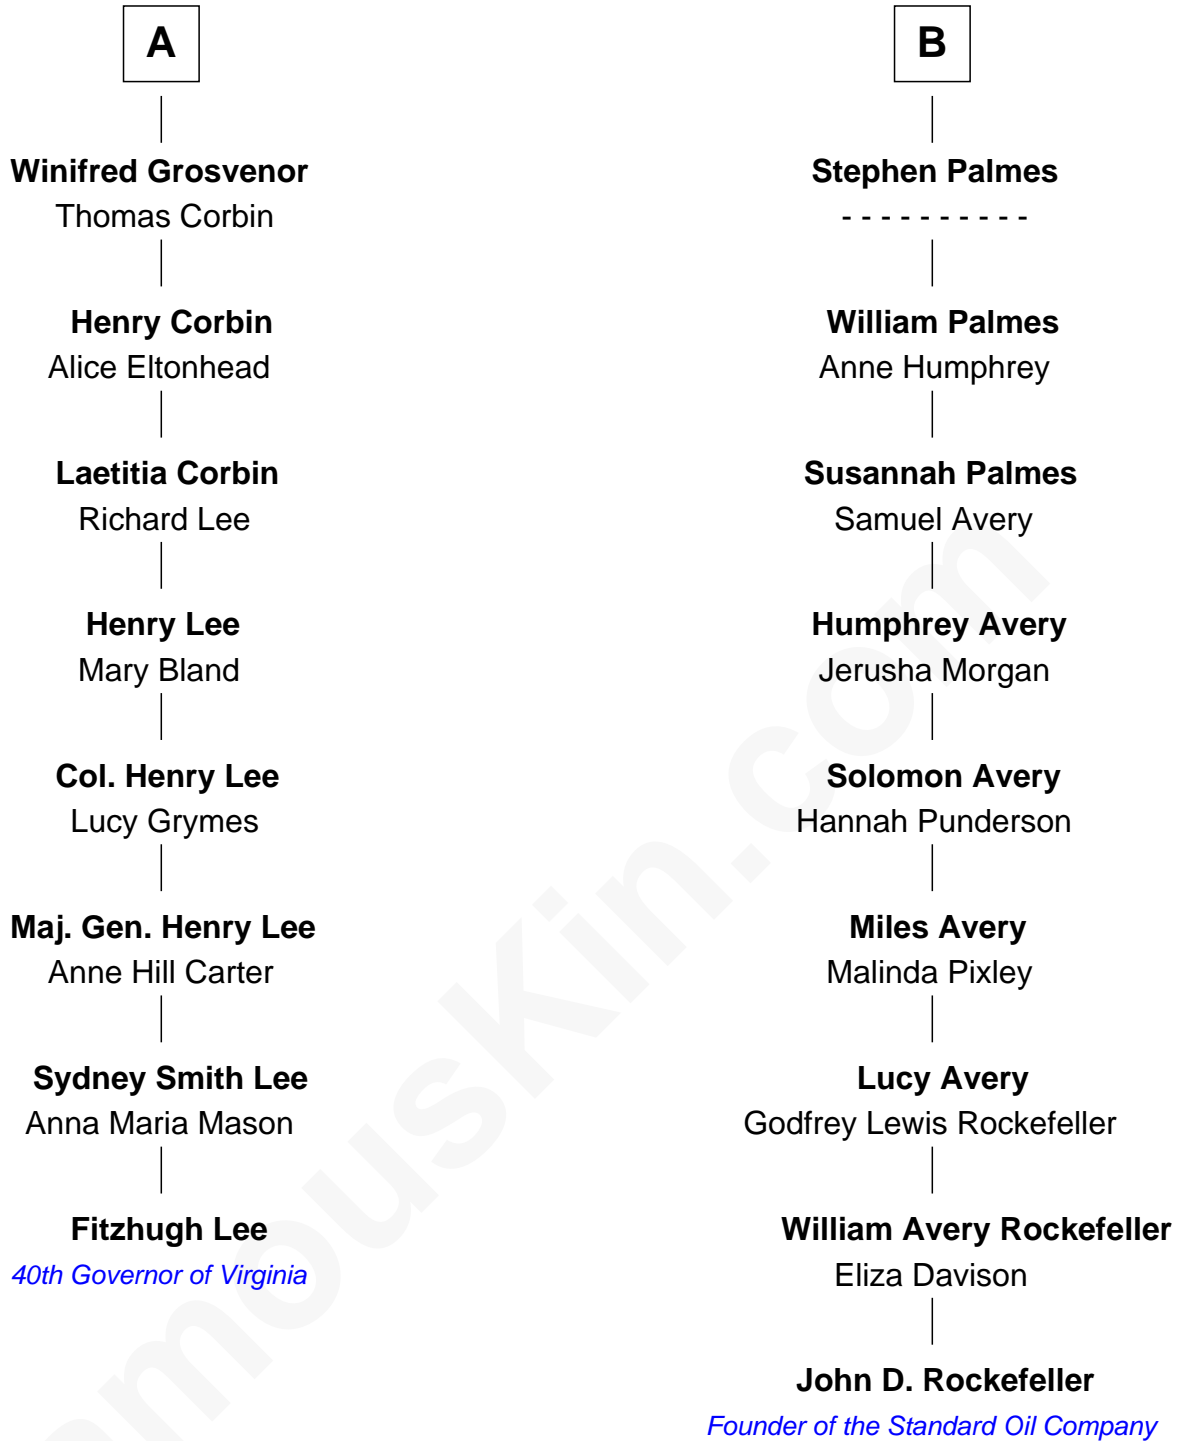 A
Winifred Grosvenor
Thomas Corbin
Henry Corbin
Alice Eltonhead
Laetitia Corbin
Richard Lee
Henry Lee
Mary Bland
Col. Henry Lee
Lucy Grymes
Maj. Gen. Henry Lee
Anne Hill Carter
Sydney Smith Lee
Anna Maria Mason
Fitzhugh Lee
40th Governor of Virginia
B
Stephen Palmes
- - - - - - - - - -
William Palmes
Anne Humphrey
Susannah Palmes
Samuel Avery
Humphrey Avery
Jerusha Morgan
Solomon Avery
Hannah Punderson
Miles Avery
Malinda Pixley
Lucy Avery
Godfrey Lewis Rockefeller
William Avery Rockefeller
Eliza Davison
John D. Rockefeller
Founder of the Standard Oil Company
amousKin.com